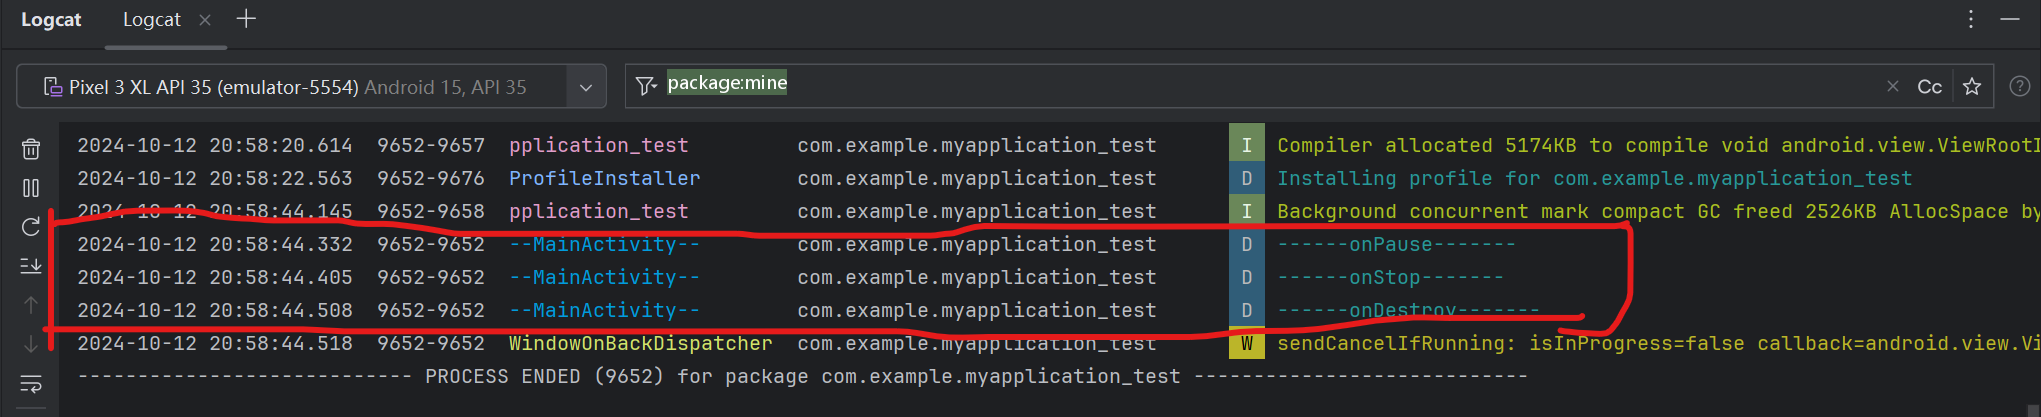 Logcat Logcat
Pixel 3 XL API 35 (emulator-5554) Android 15, API 35 package:mine Cc
2024-10-12 20:58:20.614 9652-9657 pplication_test com.example.myapplication_test I Compiler allocated 5174KB to compile void android.view.ViewRootI
2024-10-12 20:58:22.563 9652-9676 ProfileInstaller com.example.myapplication_test D Installing profile for com.example.myapplication_test
2024-10-12 20:58:44.145 9652-9658 pplication_test com.example.myapplication_test I Background concurrent mark compact GC freed 2526KB AllocSpace by
2024-10-12 20:58:44.332 9652-9652 --MainActivity-- com.example.myapplication_test D ------onPause-------
2024-10-12 20:58:44.405 9652-9652 --MainActivity-- com.example.myapplication_test D ------onStop-------
2024-10-12 20:58:44.508 9652-9652 --MainActivity-- com.example.myapplication_test D ------onDestroy-------
2024-10-12 20:58:44.518 9652-9652 WindowOnBackDispatcher com.example.myapplication_test W sendCancelIfRunning: isInProgress=false callback=android.view.Vi
---------------------------- PROCESS ENDED (9652) for package com.example.myapplication_test ----------------------------